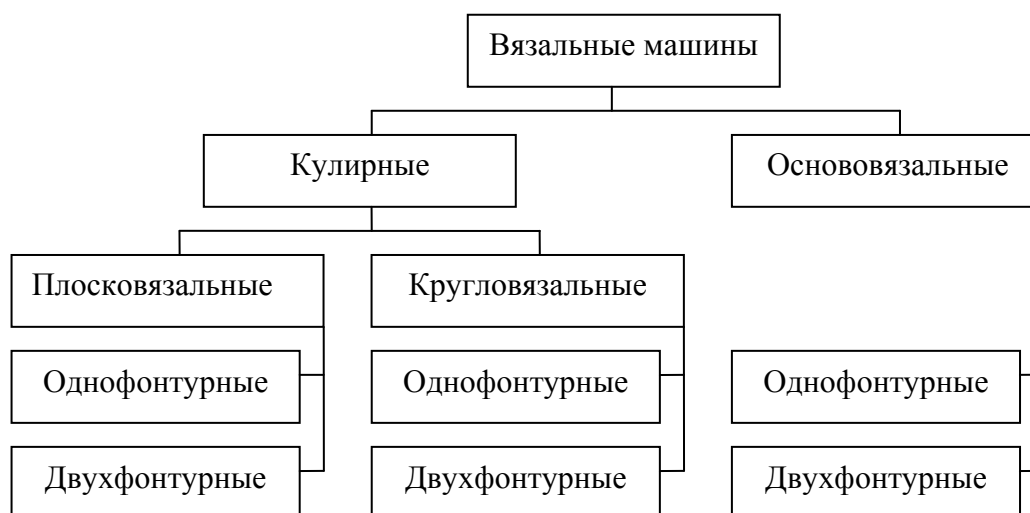 Вязальные машины
Кулирные
Основовязальные
Плосковязальные
Кругловязальные
Однофонтурные
Однофонтурные
Однофонтурные
Двухфонтурные
Двухфонтурные
Двухфонтурные